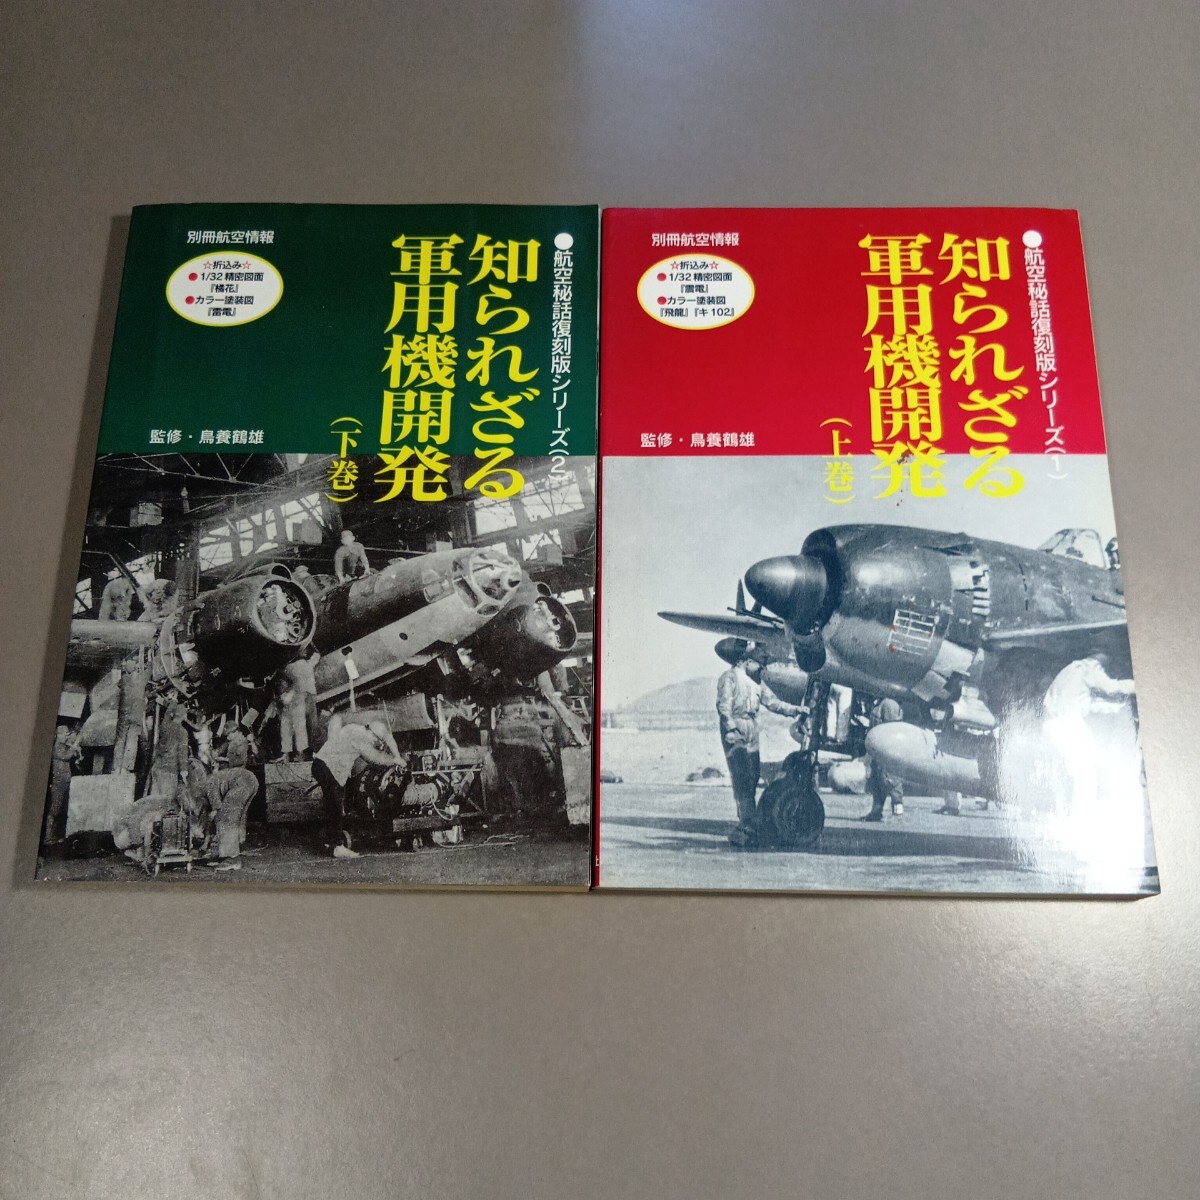 別冊航空情報
☆折込み☆
●1/32精密図面
『橘花』
●カラー塗装図
『雷電』
●航空秘話復刻版シリーズ(2)
知られざる
軍用機開発
(下巻)
監修・鳥養鶴雄
別冊航空情報
☆折込み☆
●1/32精密図面
『震電』
●カラー塗装図
『飛龍』『キ102』
●航空秘話復刻版シリーズ(1)
知られざる
軍用機開発
(上巻)
監修・鳥養鶴雄